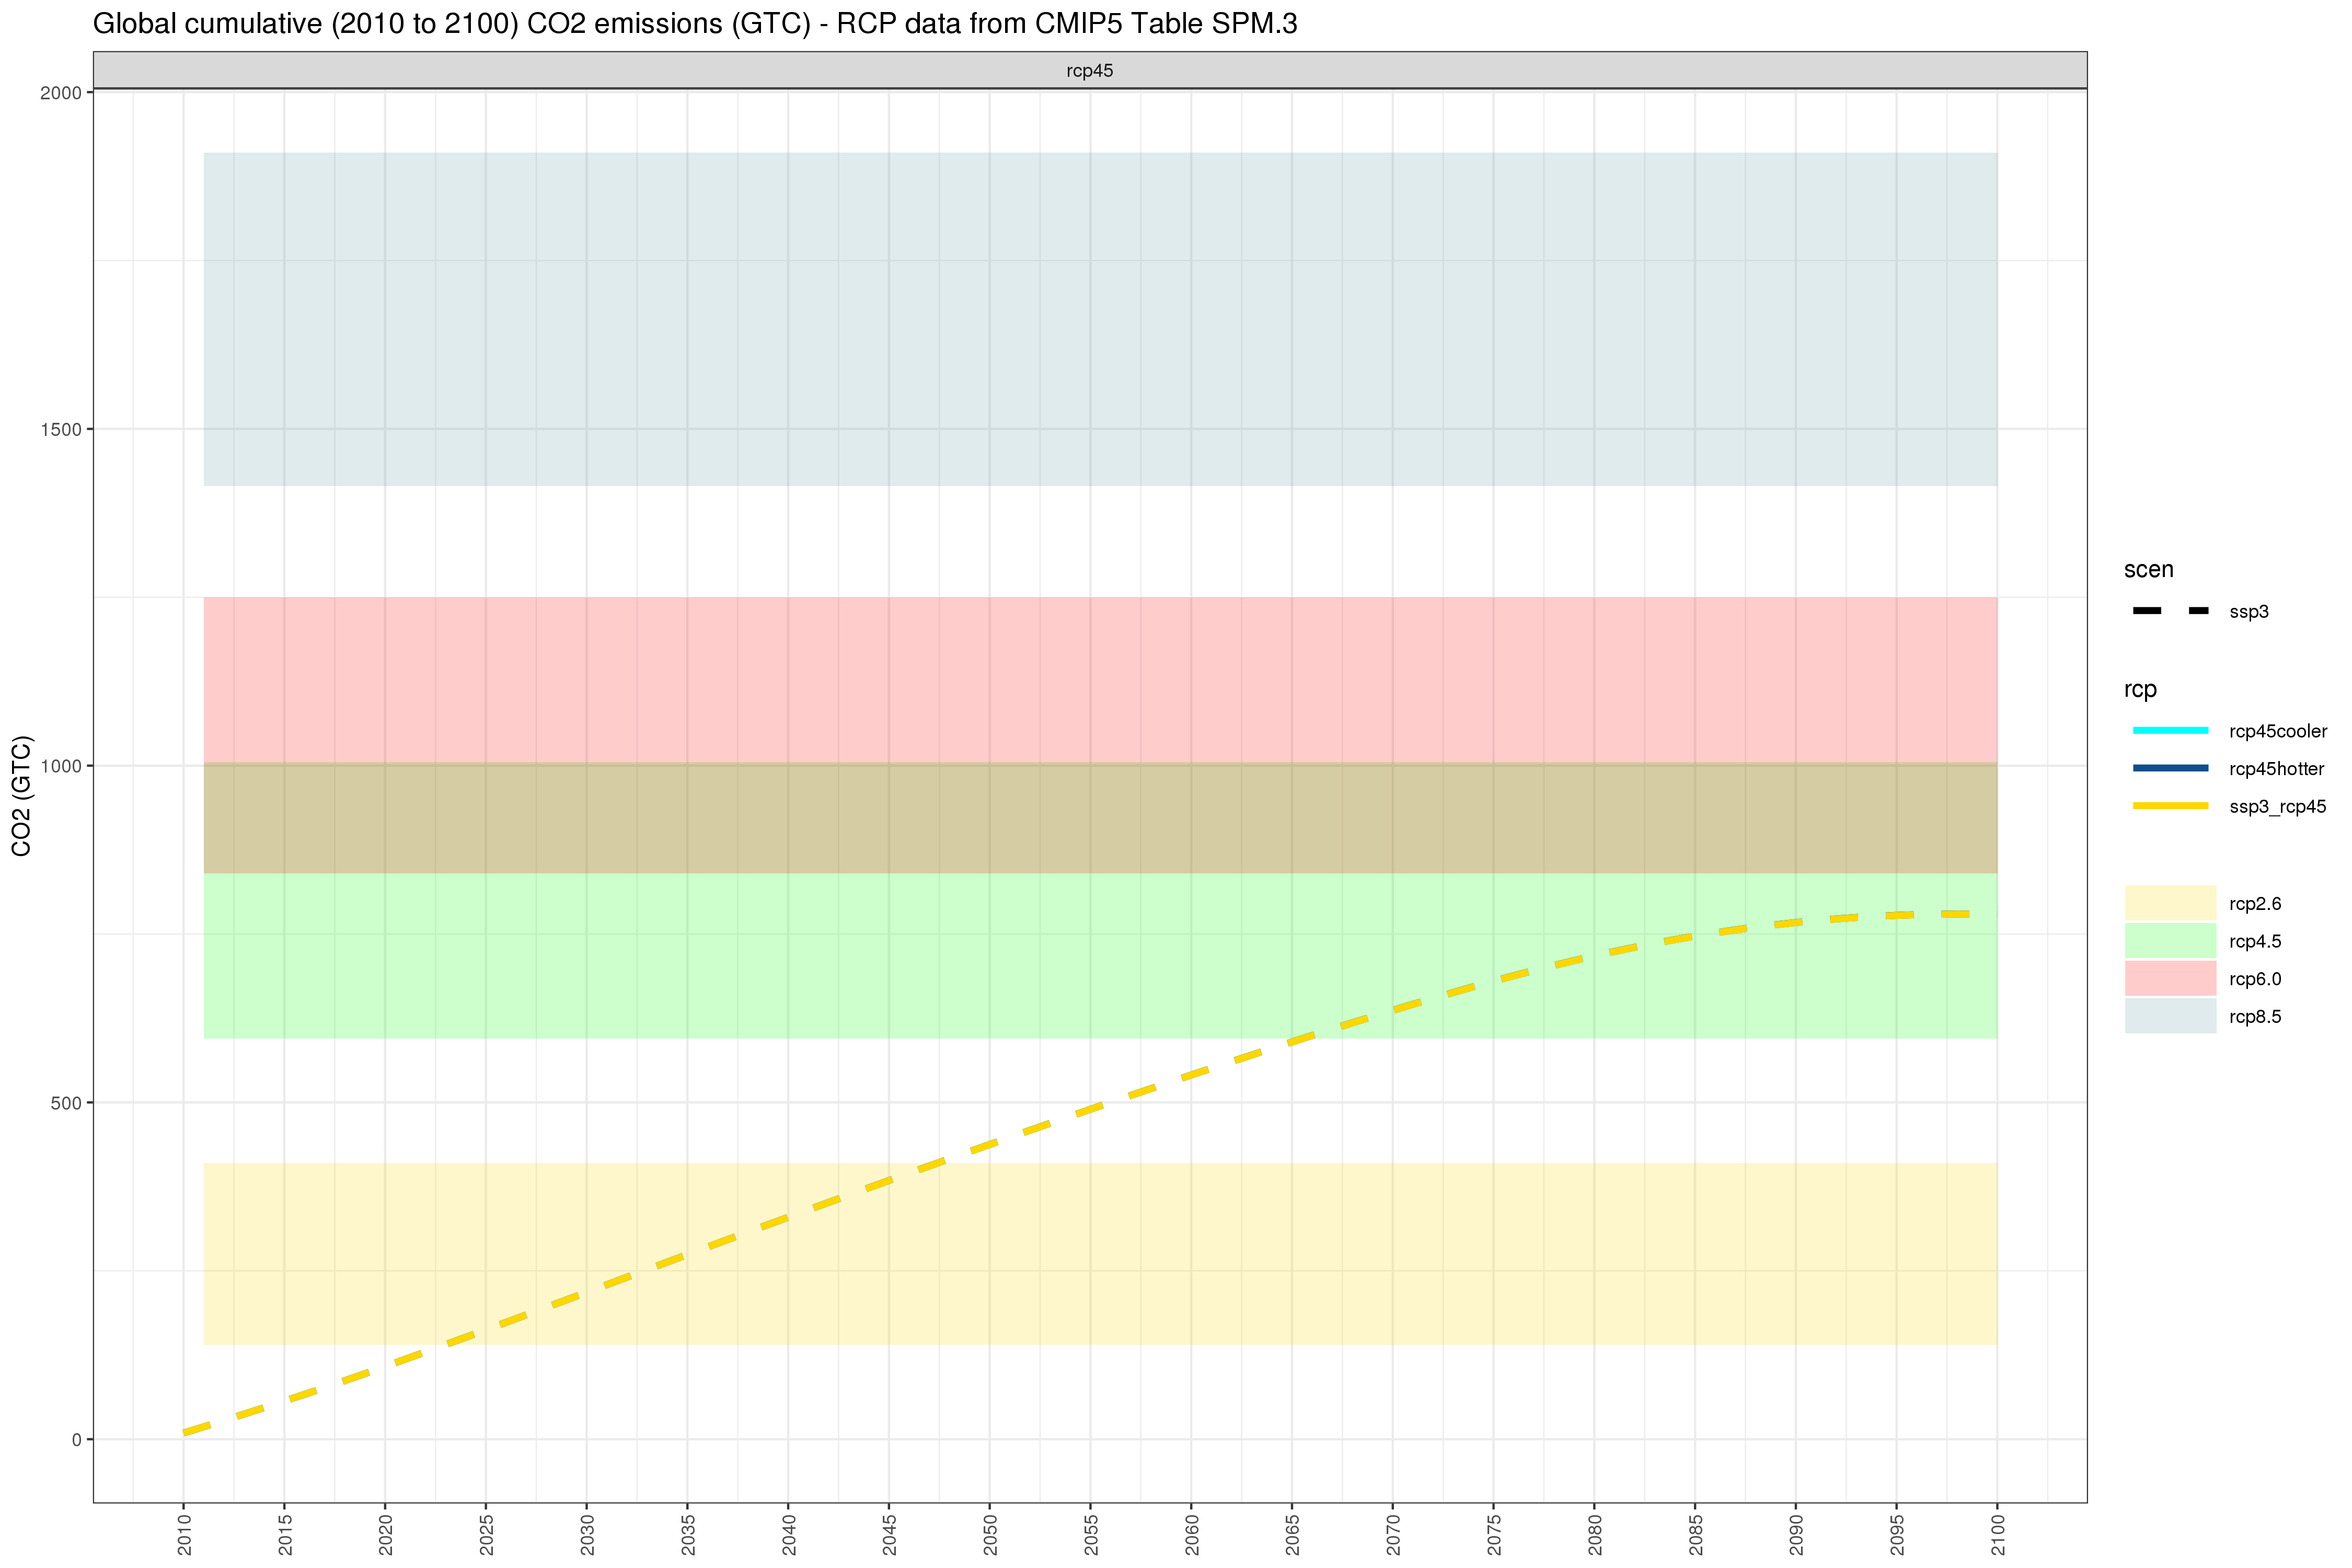 Global cumulative (2010 to 2100) CO2 emissions (GTC) - RCP data from CMIP5 Table SPM.3
rcp45
2000
1500
1000
500
0
CO2 (GTC)
2010
2015
2020
2025
2030
2035
2040
2045
2050
2055
2060
2065
2070
2075
2080
2085
2090
2095
2100
scen
ssp3
rcp
rcp45cooler
rcp45hotter
ssp3_rcp45
rcp2.6
rcp4.5
rcp6.0
rcp8.5